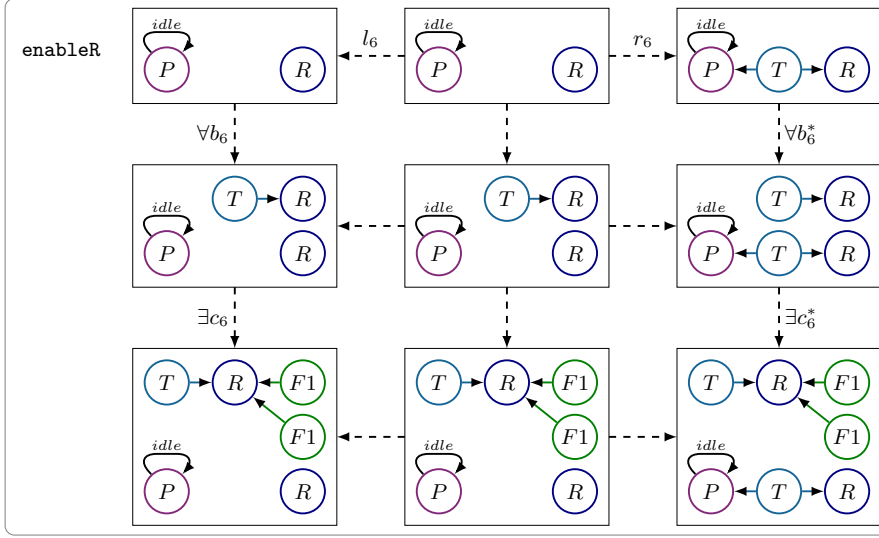 idle idle idle
enableR P R l₆ P R r₆ P T R
∀b₆ ∀b₆*
T R T R T R
idle idle idle
P R P R P T R
∃c₆ ∃c₆*
T R F1 T R F1 T R F1
F1 F1 F1
idle idle idle
P R P R P T R